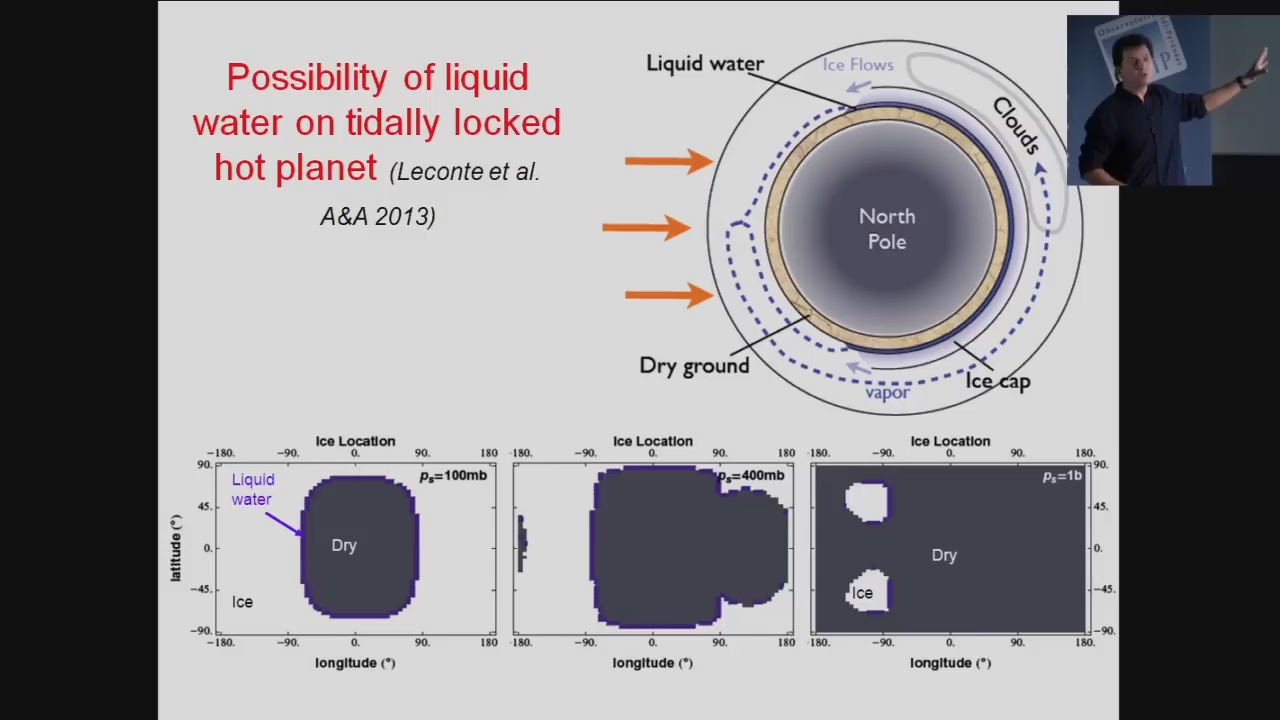 Possibility of liquid
water on tidally locked
hot planet (Leconte et al.
A&A 2013)
Liquid water
Ice Flows
Clouds
North
Pole
Dry ground
Ice cap
vapor
Observatoire
Ice Location
−180. −90. 0. 90. 180
90.
45.
0.
−45.
−90.
latitude (°)
ps=100mb
Liquid
water
Dry
Ice
−180. −90. 0. 90. 180
longitude (°)
Ice Location
−180. −90. 0. 90. 180
ps=400mb
−180. −90. 0. 90. 180
longitude (°)
Ice Location
−180. −90. 0. 90. 180
ps=1b
Dry
Ice
90.
45.
0.
−45.
−90.
−180. −90. 0. 90. 180
longitude (°)